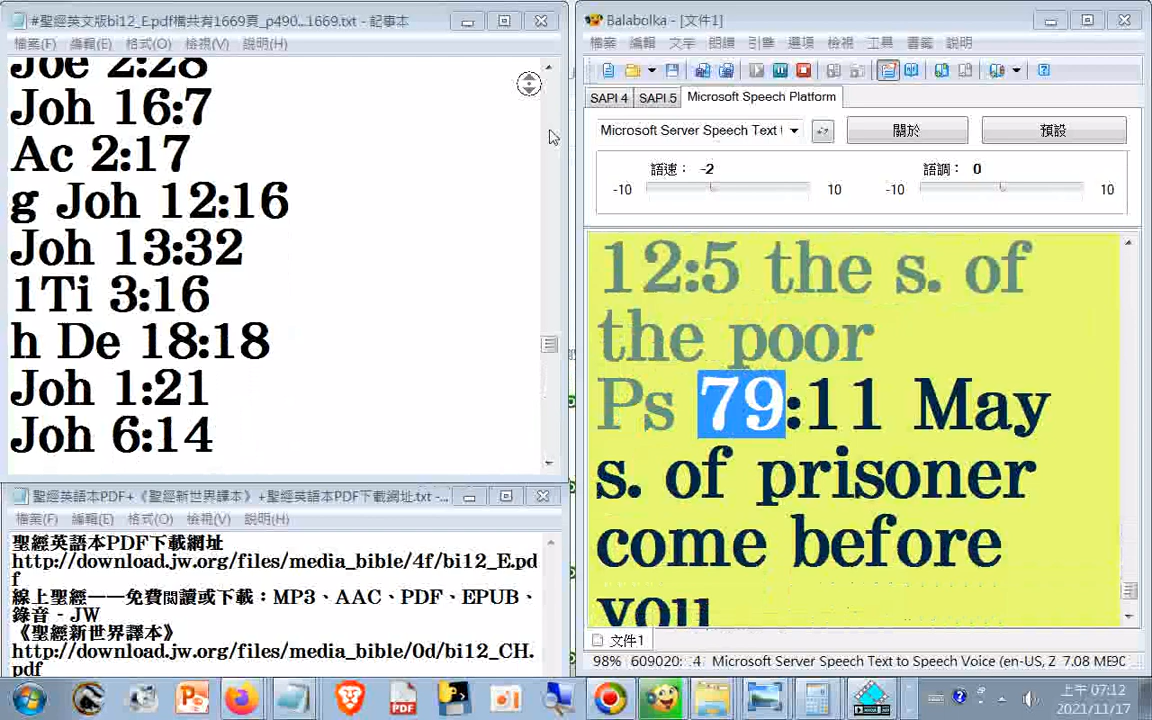 #聖經英文版bi12_E.pdf檔共有1669頁_p490...1669.txt - 記事本
檔案(F) 編輯(E) 格式(O) 檢視(V) 說明(H)
Joe 2:28
Joh 16:7
Ac 2:17
g Joh 12:16
Joh 13:32
1Ti 3:16
h De 18:18
Joh 1:21
Joh 6:14
聖經英語本PDF+《聖經新世界譯本》+聖經英語本PDF下載網址.txt - ...
檔案(F) 編輯(E) 格式(O) 檢視(V) 說明(H)
聖經英語本PDF下載網址
http://download.jw.org/files/media_bible/4f/bi12_E.pd
f
線上聖經——免費閱讀或下載：MP3、AAC、PDF、EPUB、
錄音 - JW
《聖經新世界譯本》
http://download.jw.org/files/media_bible/0d/bi12_CH.
pdf
Balabolka - [文件1]
檔案 編輯 文字 朗讀 引擎 選項 檢視 工具 書籤 說明
SAPI 4 SAPI 5 Microsoft Speech Platform
Microsoft Server Speech Text 關於 預設
語速： -2 語調： 0
-10 10 -10 10
12:5 the s. of
the poor
Ps 79:11 May
s. of prisoner
come before
you
文件1
98% 609020: .4 Microsoft Server Speech Text to Speech Voice (en-US, Z 7.08 ME90
上午 07:12
2021/11/17